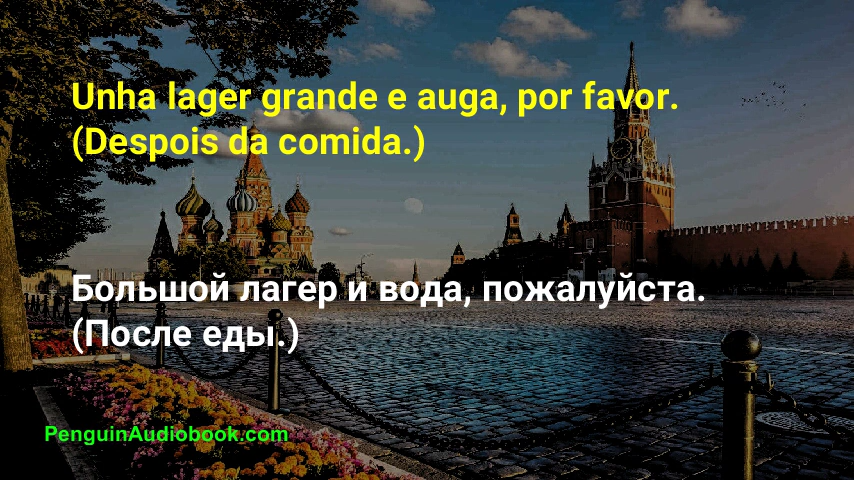 Unha lager grande e auga, por favor.
(Despois da comida.)
Большой лагер и вода, пожалуйста.
(После еды.)
PenguinAudiobook.com